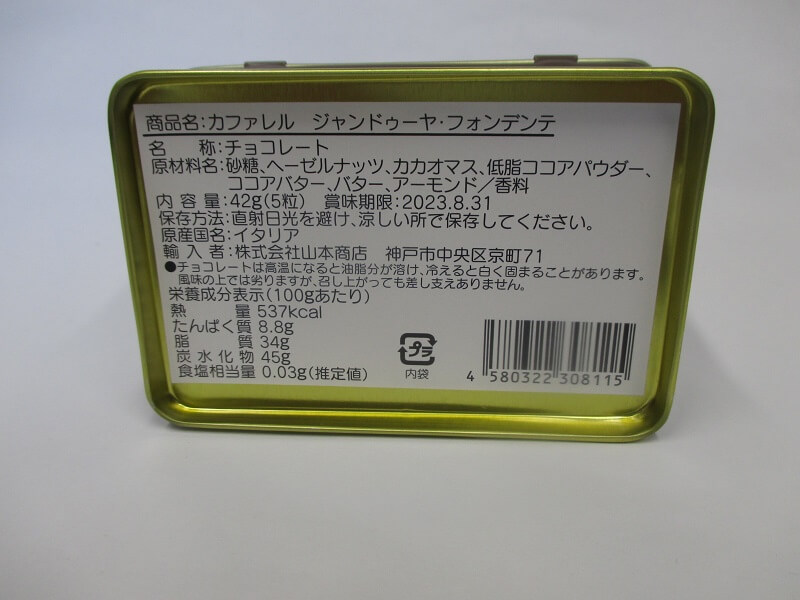 商品名:カファレル　ジャンドゥーヤ・フォンデンテ
名　　称:チョコレート
原材料名:砂糖、ヘーゼルナッツ、カカオマス、低脂ココアパウダー、
ココアバター、バター、アーモンド／香料
内 容 量:42g(5粒)　賞味期限:2023.8.31
保存方法:直射日光を避け、涼しい所で保存してください。
原産国名:イタリア
輸 入 者:株式会社山本商店　神戸市中央区京町71
●チョコレートは高温になると油脂分が溶け、冷えると白く固まることがあります。
風味の上では劣りますが、召し上がっても差し支えありません。
栄養成分表示(100gあたり)
熱　　量 537kcal
たんぱく質 8.8g
脂　　質 34g
炭 水 化 物 45g
食塩相当量 0.03g(推定値)
プラ
内袋
4 580322 308115